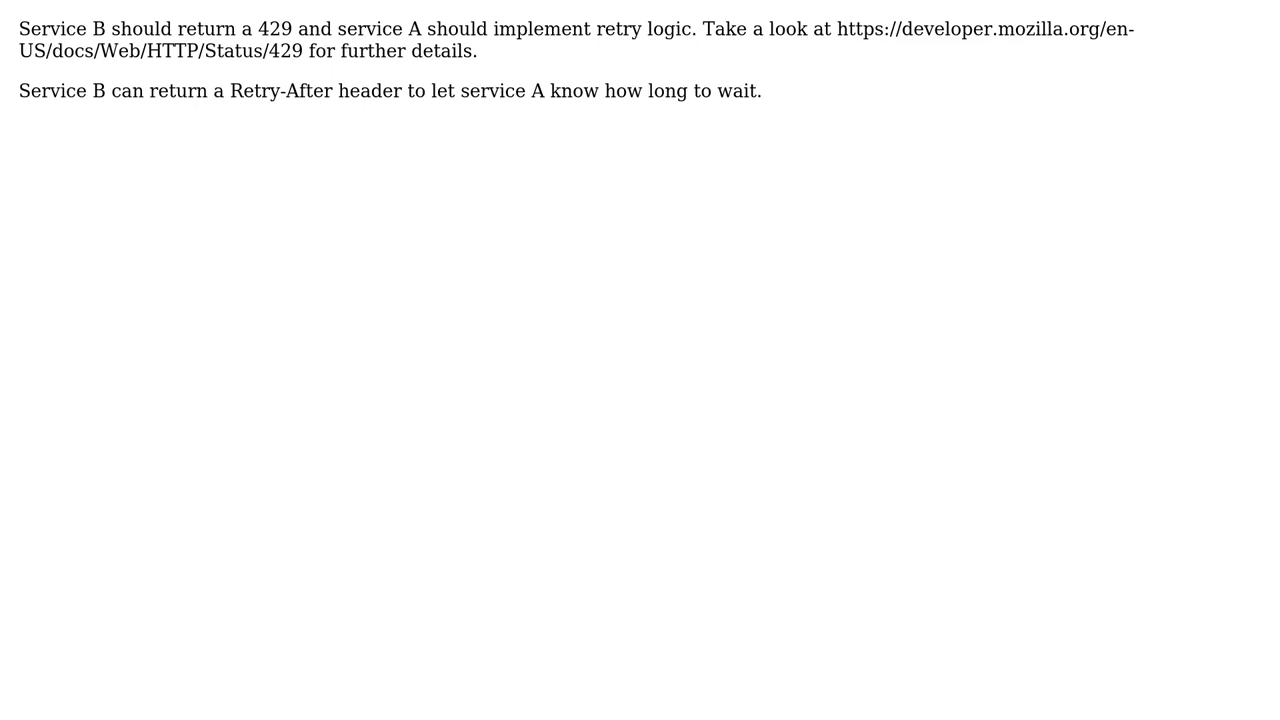 Service B should return a 429 and service A should implement retry logic. Take a look at https://developer.mozilla.org/en-
US/docs/Web/HTTP/Status/429 for further details.
Service B can return a Retry-After header to let service A know how long to wait.